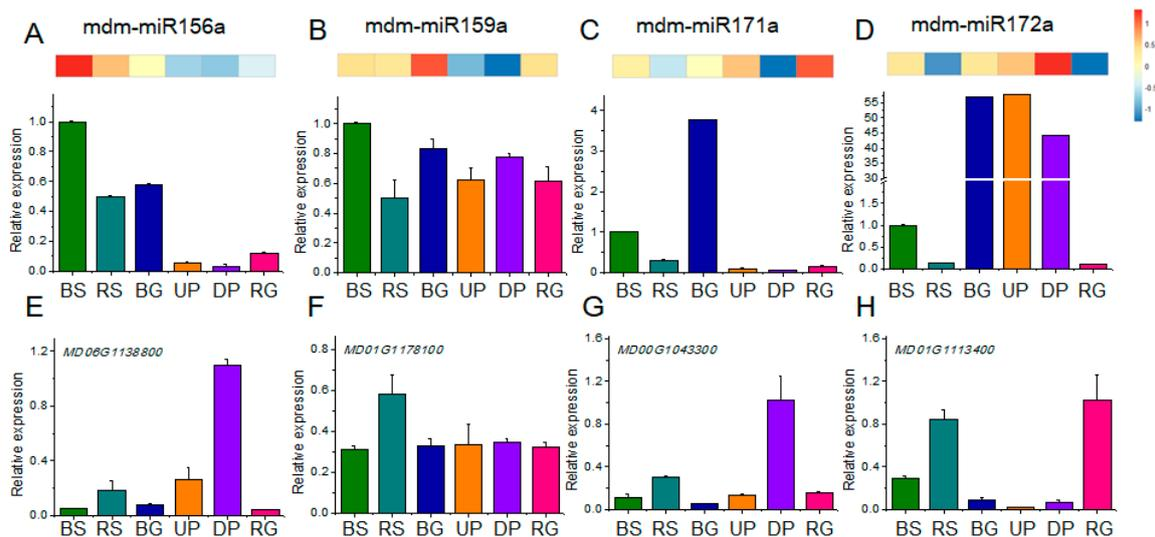 A mdm-miR156a B mdm-miR159a C mdm-miR171a D mdm-miR172a
1
0.5
0
-0.5
-1
Relative expression
1.0
0.8
0.6
0.4
0.2
0.0
BS RS BG UP DP RG
Relative expression
1.0
0.8
0.6
0.4
0.2
0.0
BS RS BG UP DP RG
Relative expression
4
3
2
1
0
BS RS BG UP DP RG
Relative expression
55
50
45
40
35
30
1.5
1.0
0.5
0.0
BS RS BG UP DP RG
E
MD06G1138800
Relative expression
1.2
0.8
0.4
0.0
BS RS BG UP DP RG
F
MD01G1178100
Relative expression
0.8
0.6
0.4
0.2
0.0
BS RS BG UP DP RG
G
MD00G1043300
Relative expression
1.6
1.2
0.8
0.4
0.0
BS RS BG UP DP RG
H
MD01G1113400
Relative expression
1.6
1.2
0.8
0.4
0.0
BS RS BG UP DP RG